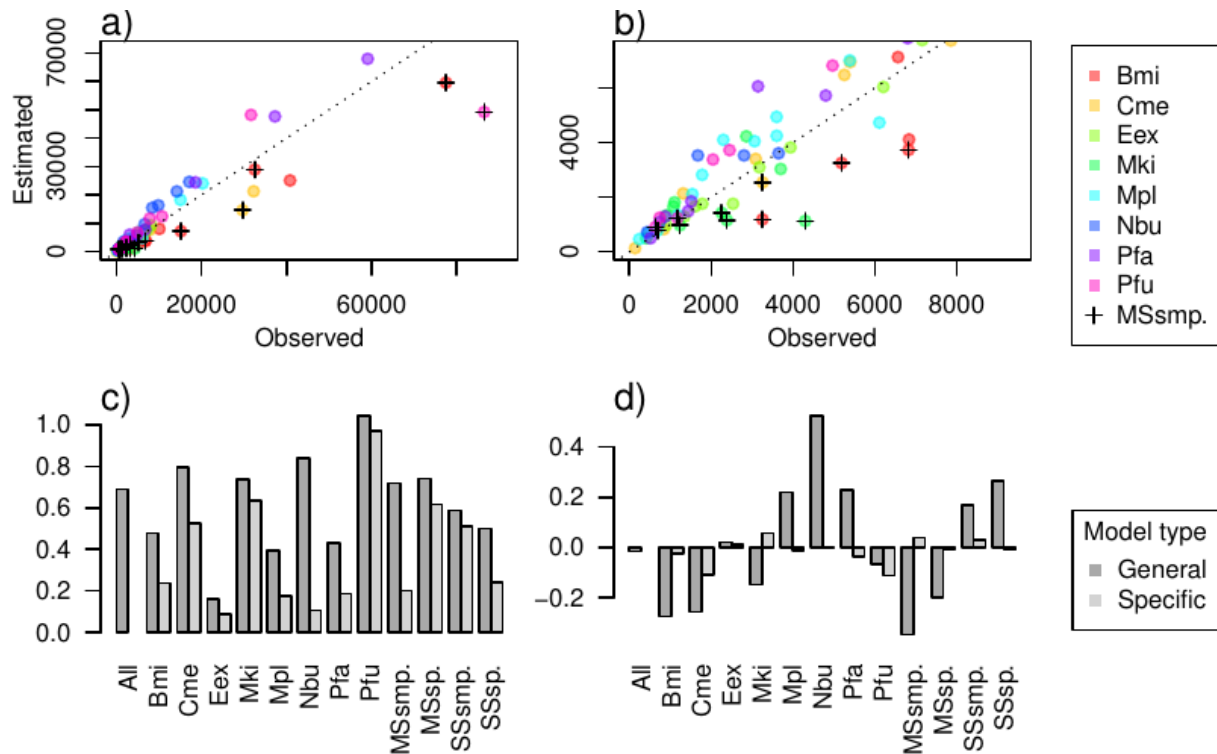 a)
b)
Estimated
70000
30000
0
0
20000
60000
Observed
4000
0
0
2000
4000
6000
8000
Observed
Bmi
Cme
Eex
Mki
Mpl
Nbu
Pfa
Pfu
MSsmp.
c)
d)
1.0
0.8
0.6
0.4
0.2
0.0
All
Bmi
Cme
Eex
Mki
Mpl
Nbu
Pfa
Pfu
MSsmp.
MSsp.
SSsmp.
SSsp.
0.4
0.2
0.0
−0.2
All
Bmi
Cme
Eex
Mki
Mpl
Nbu
Pfa
Pfu
MSsmp.
MSsp.
SSsmp.
SSsp.
Model type
General
Specific